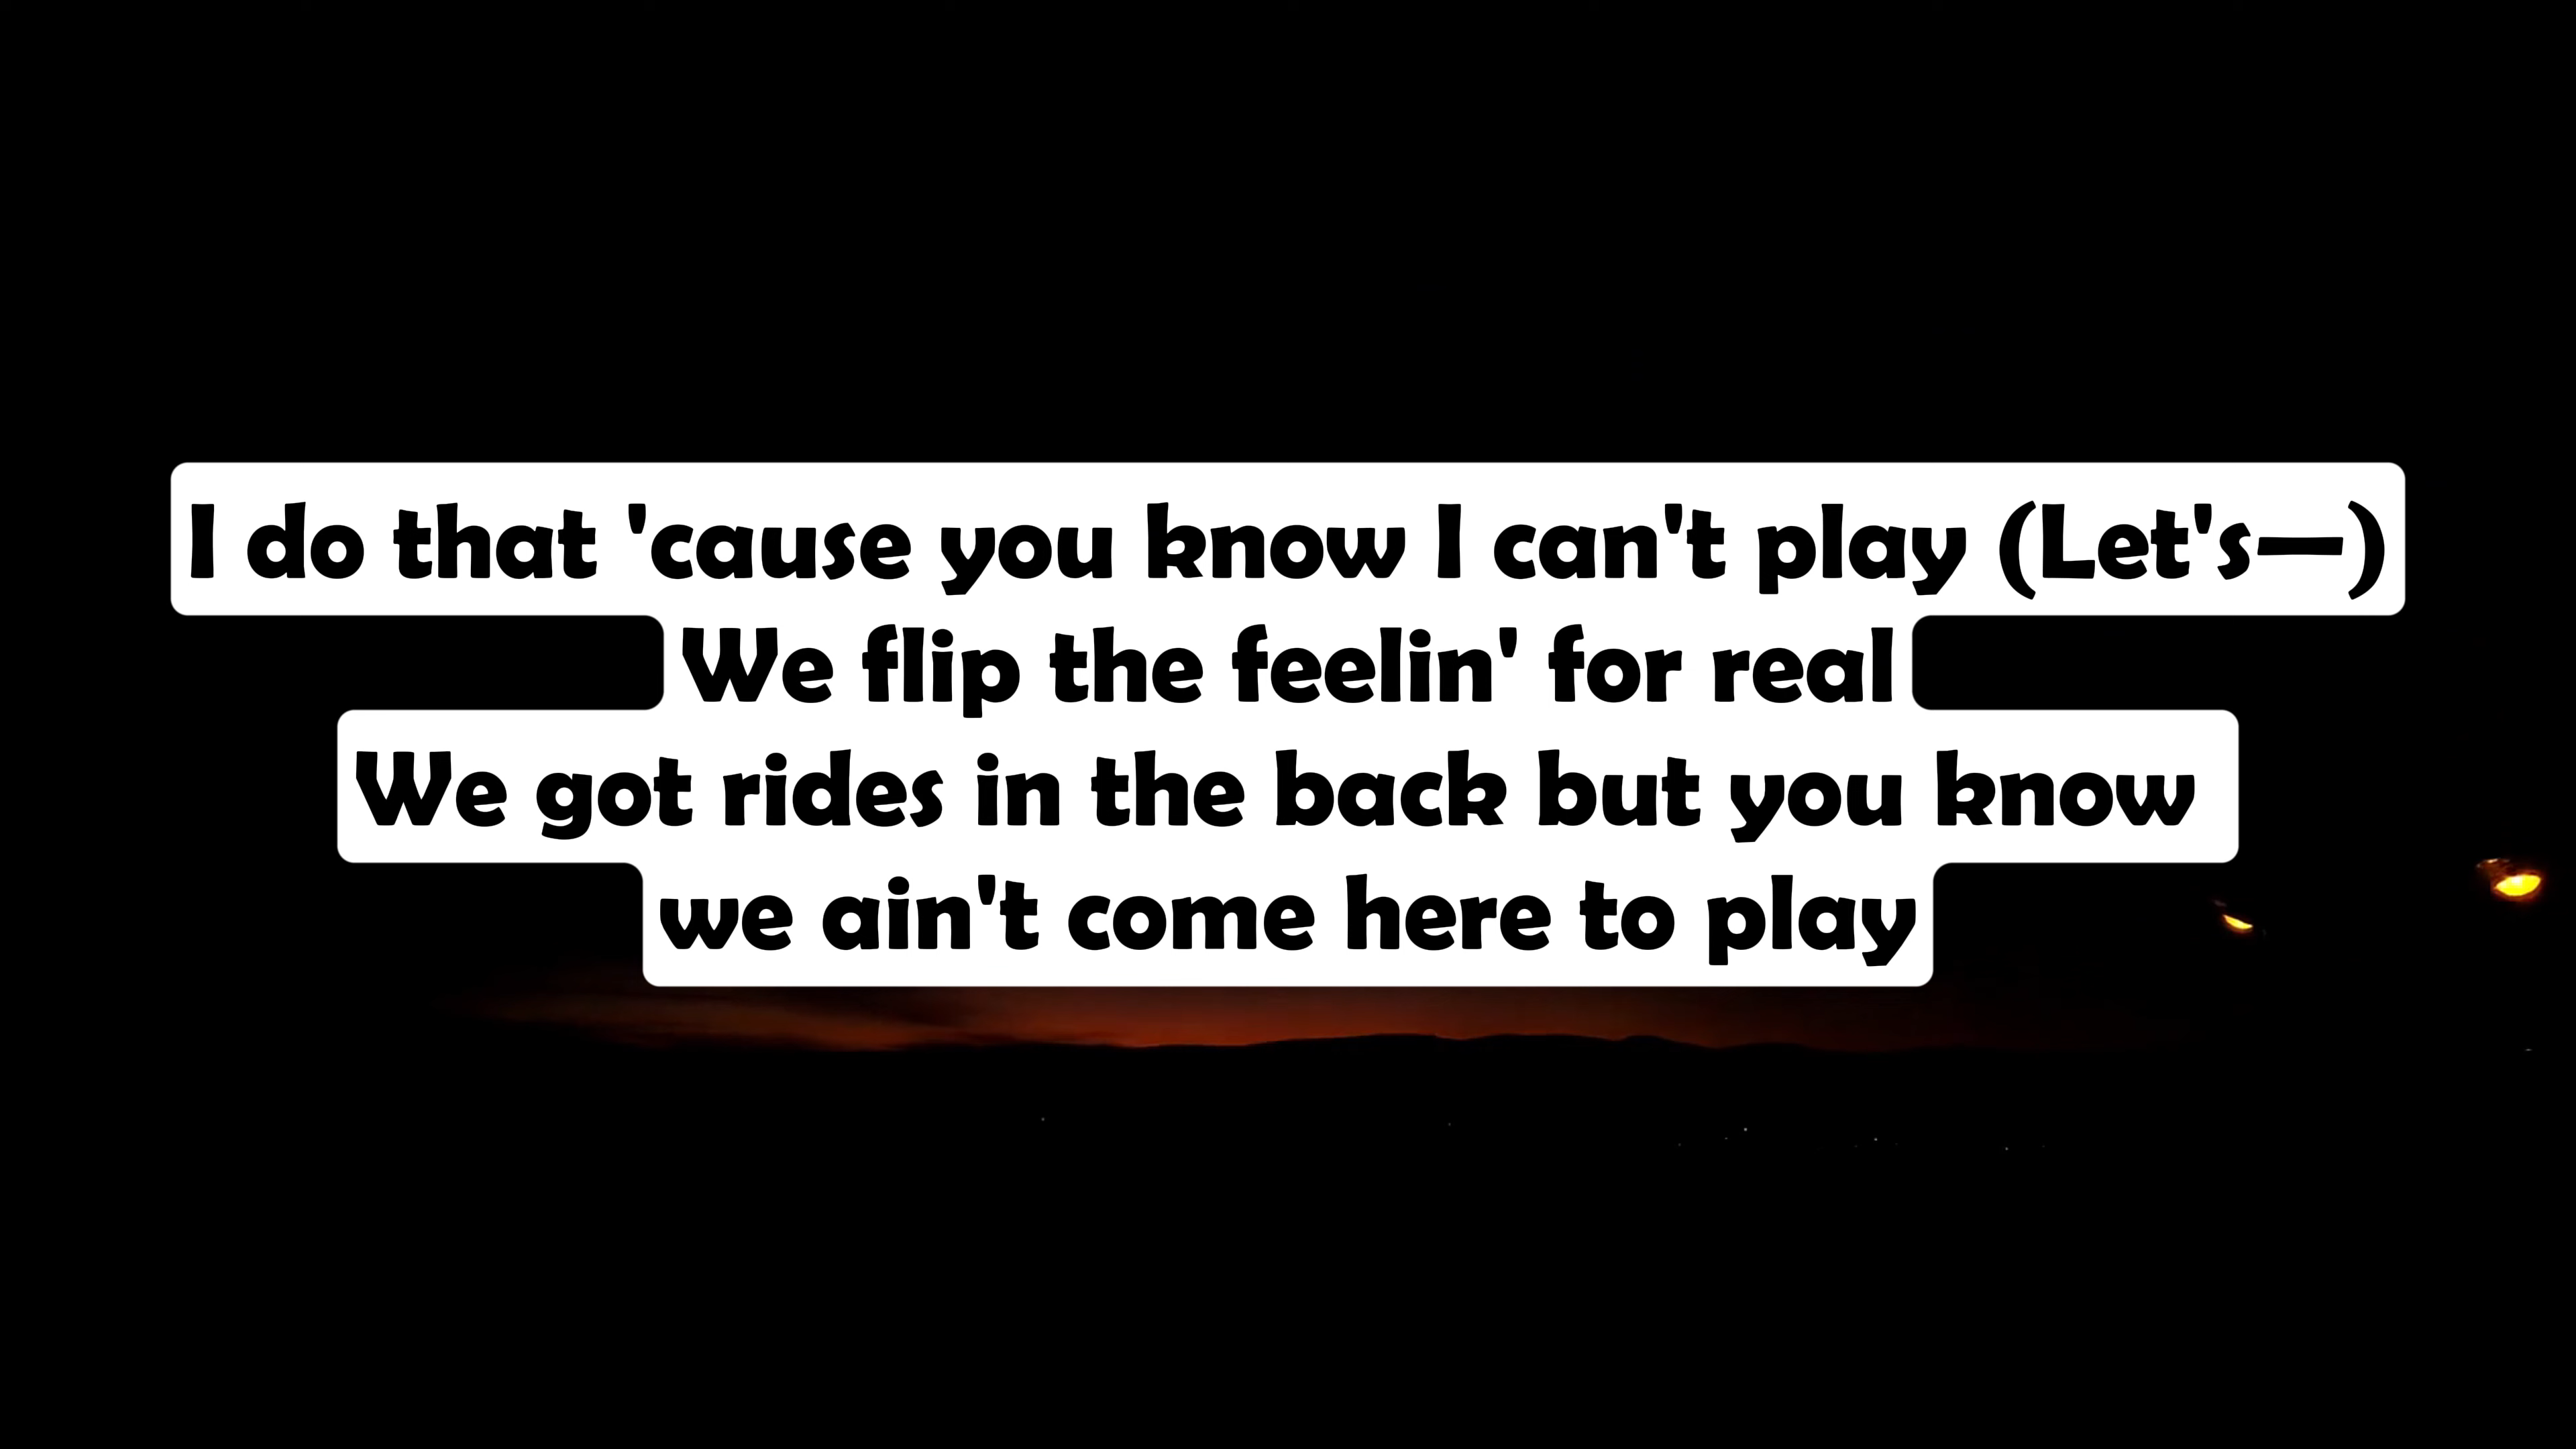 I do that 'cause you know I can't play (Let's—)
We flip the feelin' for real
We got rides in the back but you know
we ain't come here to play